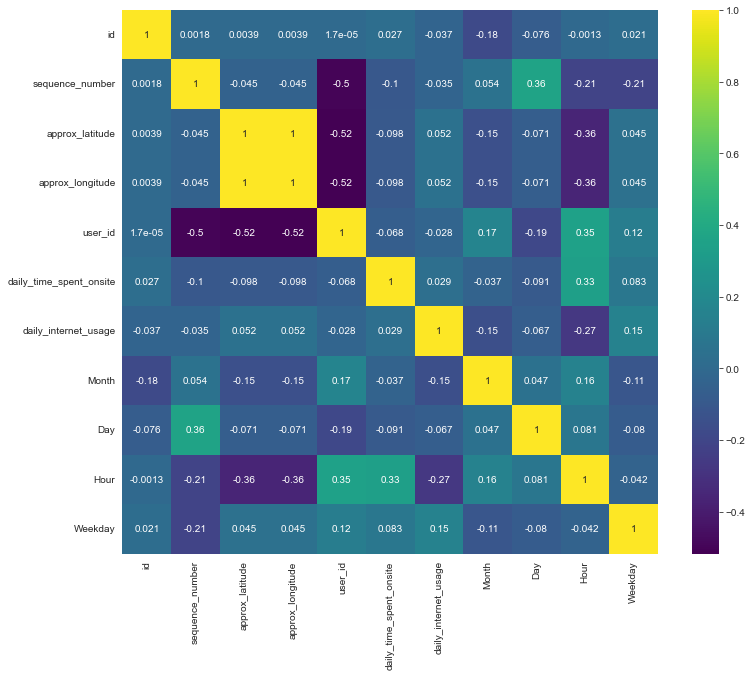 id 1 0.0018 0.0039 0.0039 1.7e-05 0.027 -0.037 -0.18 -0.076 -0.0013 0.021
sequence_number 0.0018 1 -0.045 -0.045 -0.5 -0.1 -0.035 0.054 0.36 -0.21 -0.21
approx_latitude 0.0039 -0.045 1 1 -0.52 -0.098 0.052 -0.15 -0.071 -0.36 0.045
approx_longitude 0.0039 -0.045 1 1 -0.52 -0.098 0.052 -0.15 -0.071 -0.36 0.045
user_id 1.7e-05 -0.5 -0.52 -0.52 1 -0.068 -0.028 0.17 -0.19 0.35 0.12
daily_time_spent_onsite 0.027 -0.1 -0.098 -0.098 -0.068 1 0.029 -0.037 -0.091 0.33 0.083
daily_internet_usage -0.037 -0.035 0.052 0.052 -0.028 0.029 1 -0.15 -0.067 -0.27 0.15
Month -0.18 0.054 -0.15 -0.15 0.17 -0.037 -0.15 1 0.047 0.16 -0.11
Day -0.076 0.36 -0.071 -0.071 -0.19 -0.091 -0.067 0.047 1 0.081 -0.08
Hour -0.0013 -0.21 -0.36 -0.36 0.35 0.33 -0.27 0.16 0.081 1 -0.042
Weekday 0.021 -0.21 0.045 0.045 0.12 0.083 0.15 -0.11 -0.08 -0.042 1
id
sequence_number
approx_latitude
approx_longitude
user_id
daily_time_spent_onsite
daily_internet_usage
Month
Day
Hour
Weekday
1.0
0.8
0.6
0.4
0.2
0.0
−0.2
−0.4